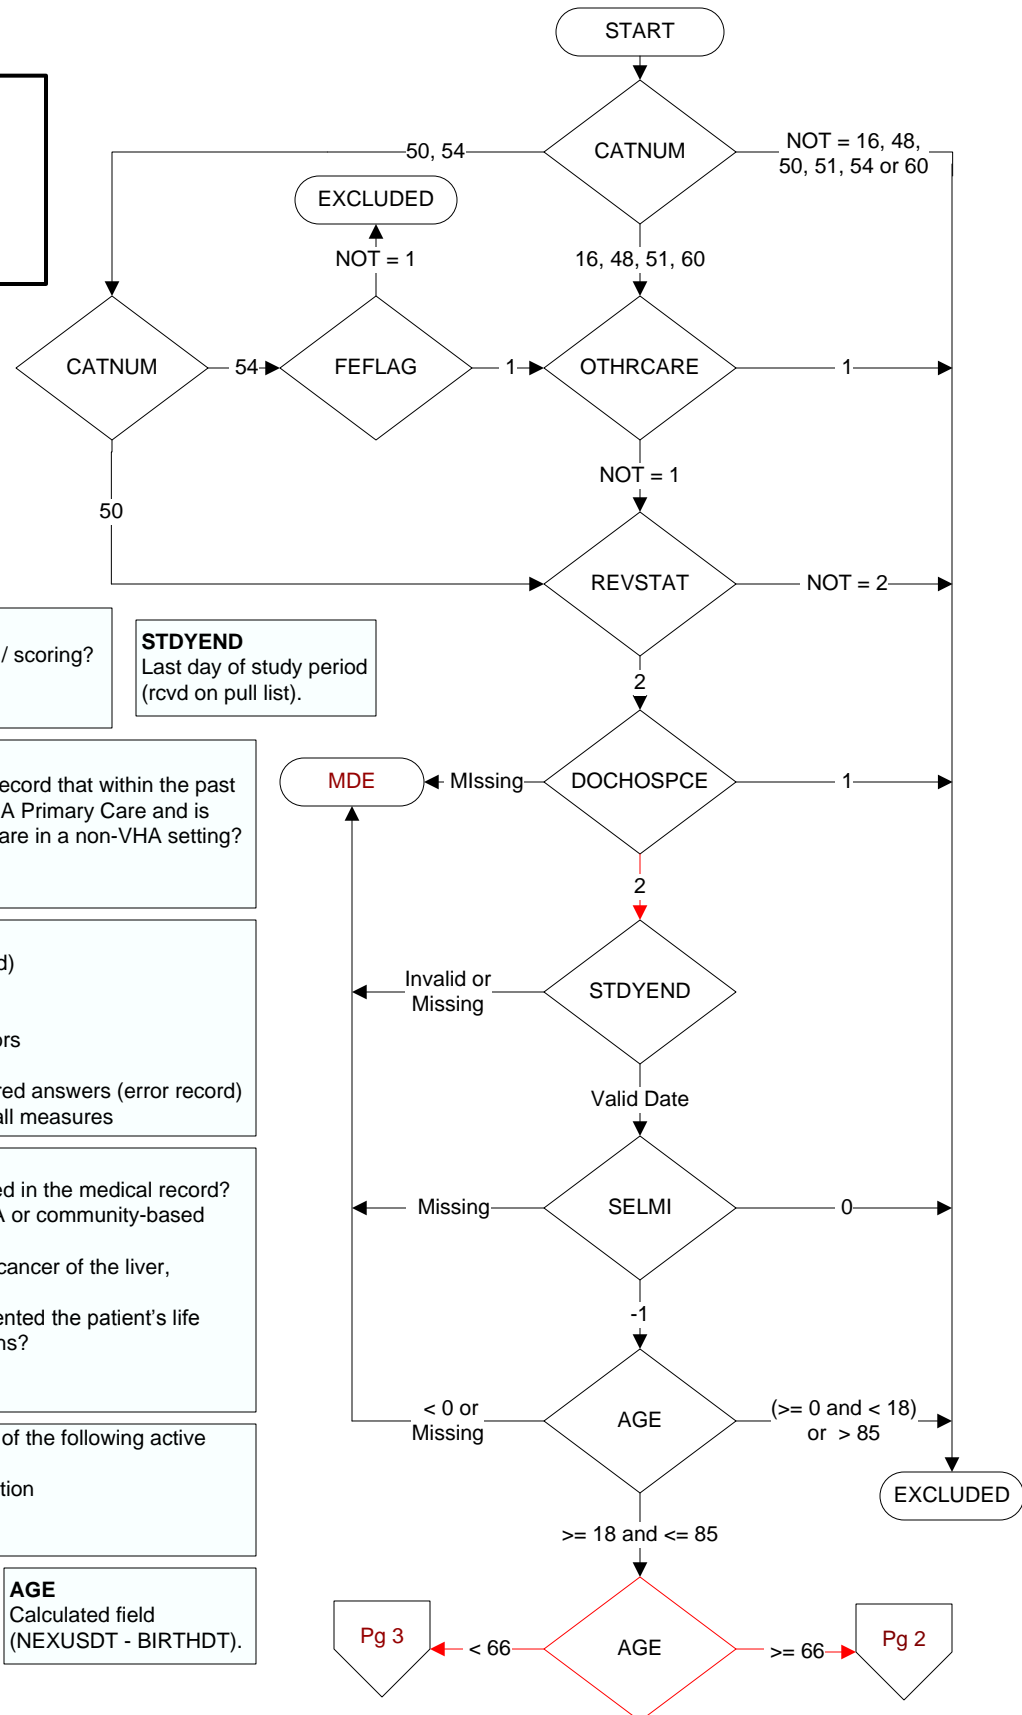 START
CATNUM
50, 54
NOT = 16, 48,
50, 51, 54 or 60
EXCLUDED
NOT = 1
16, 48, 51, 60
CATNUM
54
FEFLAG
1
OTHRCARE
1
NOT = 1
50
REVSTAT
NOT = 2
/ scoring?
STDYEND
Last day of study period
(rcvd on pull list).
2
ecord that within the past
A Primary Care and is
are in a non-VHA setting?
MDE
MIssing
DOCHOSPCE
1
2
d)
ors
red answers (error record)
all measures
Invalid or
Missing
STDYEND
Valid Date
ed in the medical record?
A or community-based
cancer of the liver,
ented the patient's life
ns?
Missing
SELMI
0
-1
< 0 or
Missing
AGE
(>= 0 and < 18)
or > 85
of the following active
tion
EXCLUDED
>= 18 and <= 85
AGE
Calculated field
(NEXUSDT - BIRTHDT).
Pg 3
< 66
AGE
>= 66
Pg 2